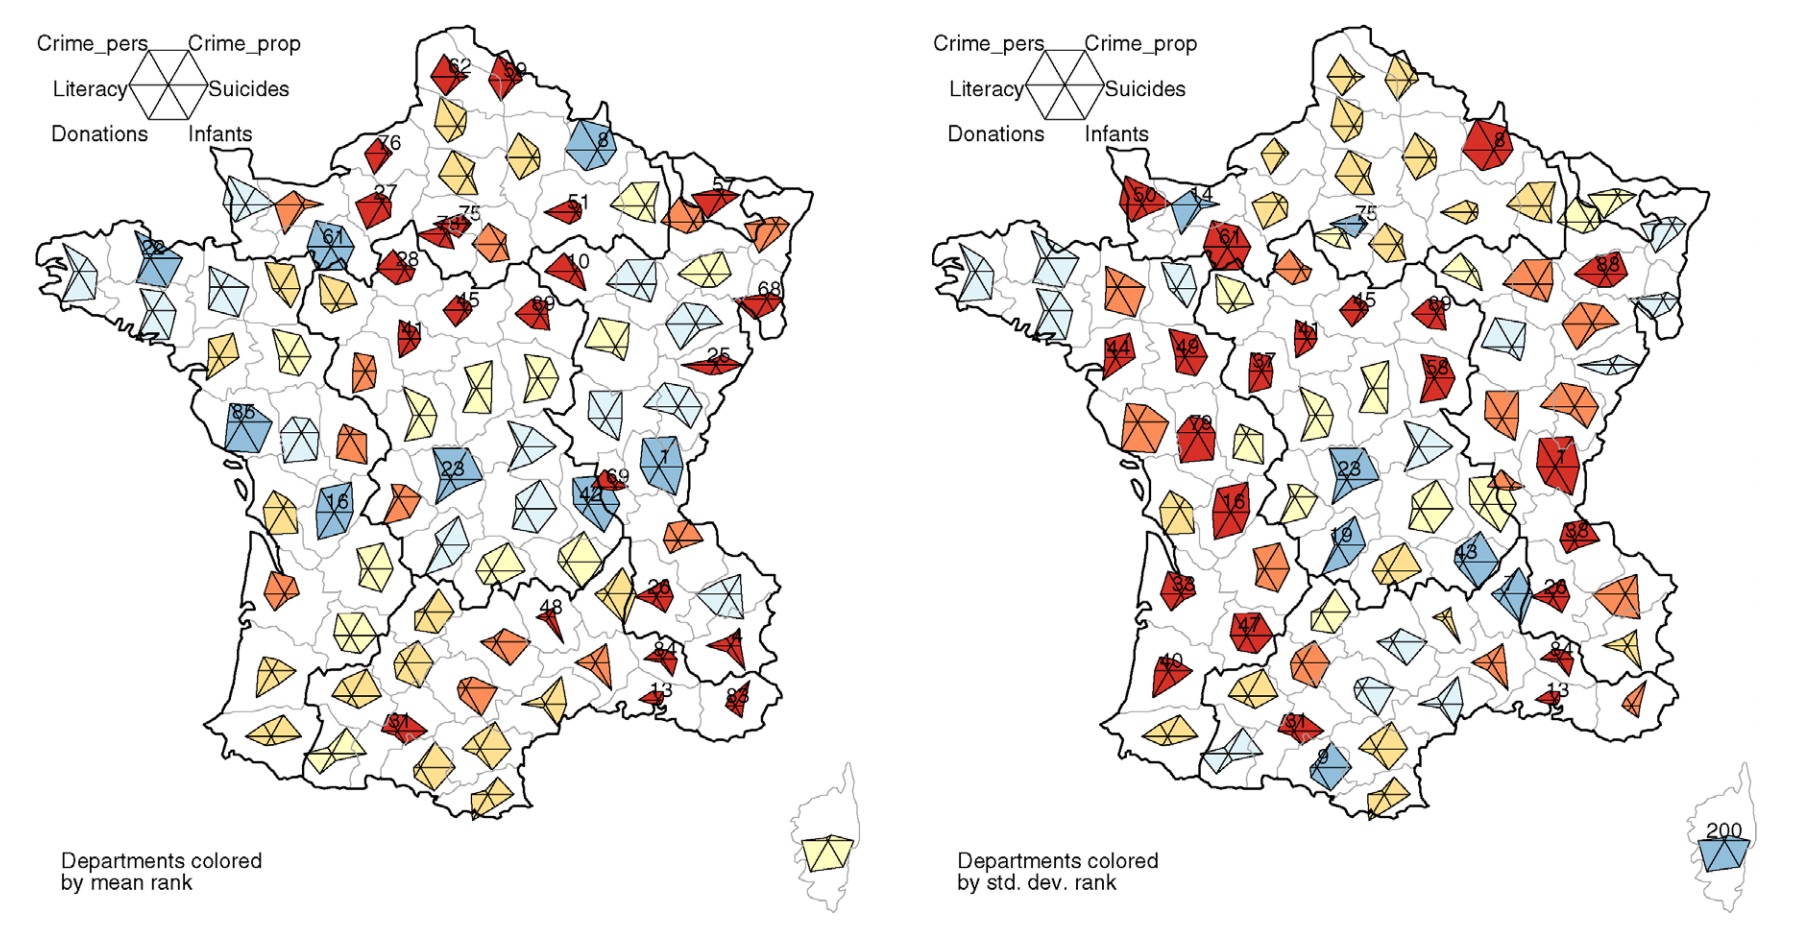 Crime_pers Crime_prop
Literacy Suicides
Donations Infants
62 59
76 8
27 51 57
75
22 61
28 10
45 89 68
41
25
85
23 1
69
16 42
26
48
84 4
13 83
31
Departments colored
by mean rank
Crime_pers Crime_prop
Literacy Suicides
Donations Infants
8
50 14
75
61
88
45 89
44 49 41
37 58
79
23 1
16
19 43 38
33 7 26
47
40 84
13
31
9
200
Departments colored
by std. dev. rank